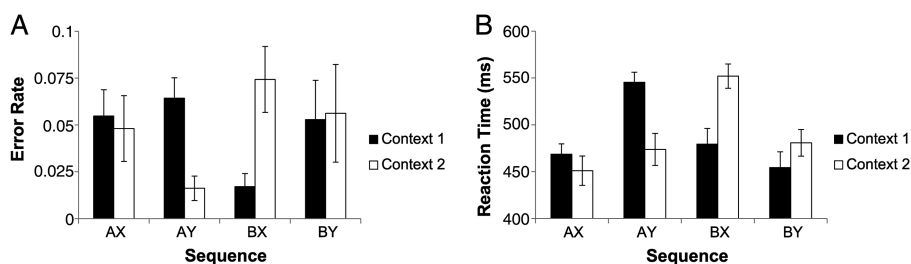 A
0.1
0.075
0.05
0.025
0
Error Rate
AX AY BX BY
Sequence
Context 1
Context 2
B
600
550
500
450
400
Reaction Time (ms)
AX AY BX BY
Sequence
Context 1
Context 2